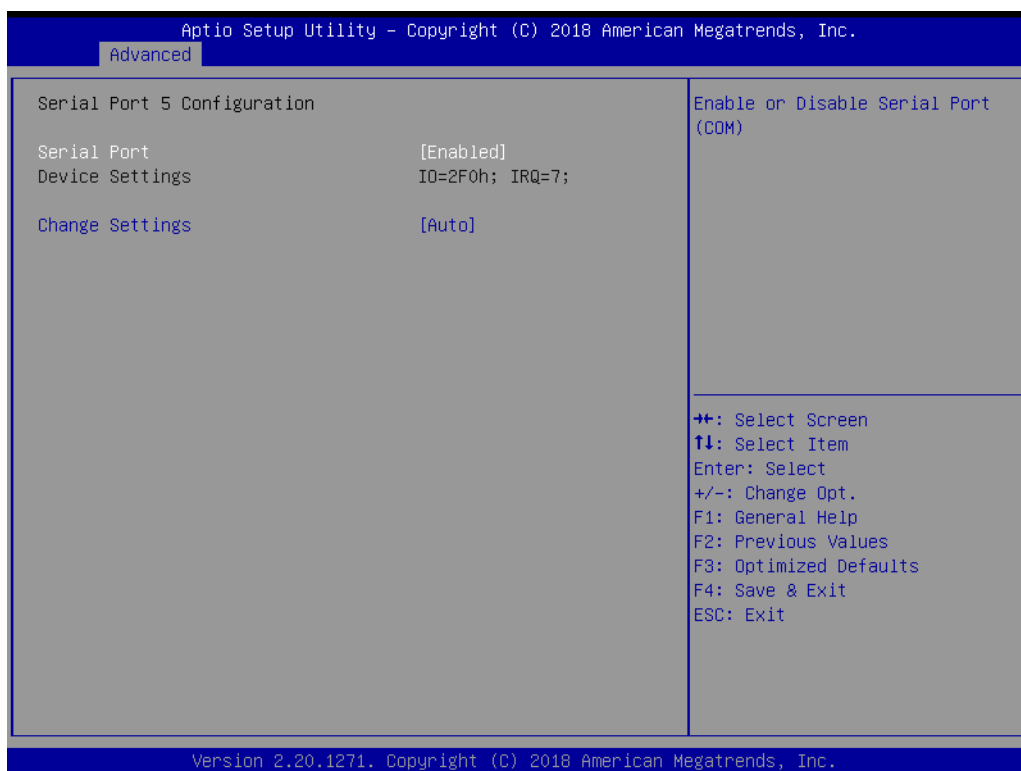 Aptio Setup Utility – Copyright (C) 2018 American Megatrends, Inc.
Advanced
Serial Port 5 Configuration
Serial Port [Enabled]
Device Settings IO=2F0h; IRQ=7;
Change Settings [Auto]
Enable or Disable Serial Port
(COM)
→←: Select Screen
↑↓: Select Item
Enter: Select
+/-: Change Opt.
F1: General Help
F2: Previous Values
F3: Optimized Defaults
F4: Save & Exit
ESC: Exit
Version 2.20.1271. Copyright (C) 2018 American Megatrends, Inc.